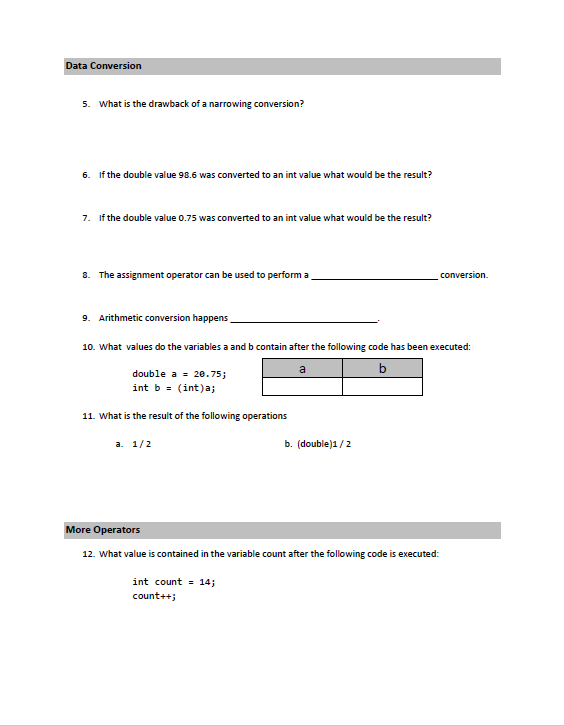 Data Conversion
5. What is the drawback of a narrowing conversion?
6. If the double value 98.6 was converted to an int value what would be the result?
7. If the double value 0.75 was converted to an int value what would be the result?
8. The assignment operator can be used to perform a ______________________ conversion.
9. Arithmetic conversion happens __________________________.
10. What values do the variables a and b contain after the following code has been executed:
a b
double a = 20.75;
int b = (int)a;
11. What is the result of the following operations
a. 1 / 2 b. (double)1 / 2
More Operators
12. What value is contained in the variable count after the following code is executed:
int count = 14;
count++;